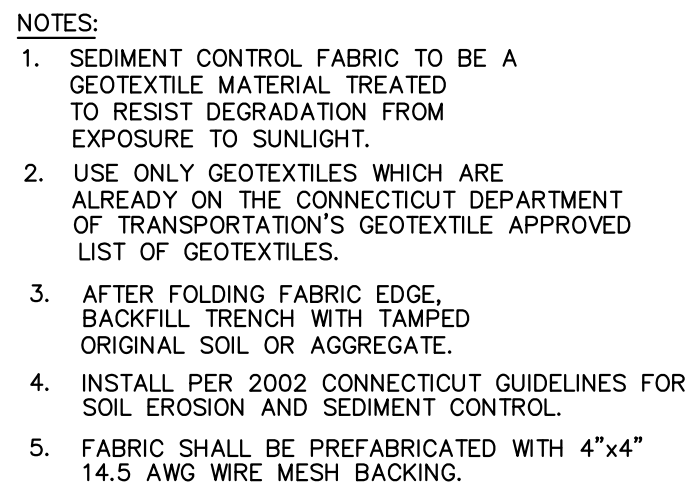 NOTES:
1. SEDIMENT CONTROL FABRIC TO BE A
GEOTEXTILE MATERIAL TREATED
TO RESIST DEGRADATION FROM
EXPOSURE TO SUNLIGHT.
2. USE ONLY GEOTEXTILES WHICH ARE
ALREADY ON THE CONNECTICUT DEPARTMENT
OF TRANSPORTATION'S GEOTEXTILE APPROVED
LIST OF GEOTEXTILES.
3. AFTER FOLDING FABRIC EDGE,
BACKFILL TRENCH WITH TAMPED
ORIGINAL SOIL OR AGGREGATE.
4. INSTALL PER 2002 CONNECTICUT GUIDELINES FOR
SOIL EROSION AND SEDIMENT CONTROL.
5. FABRIC SHALL BE PREFABRICATED WITH 4"x4"
14.5 AWG WIRE MESH BACKING.